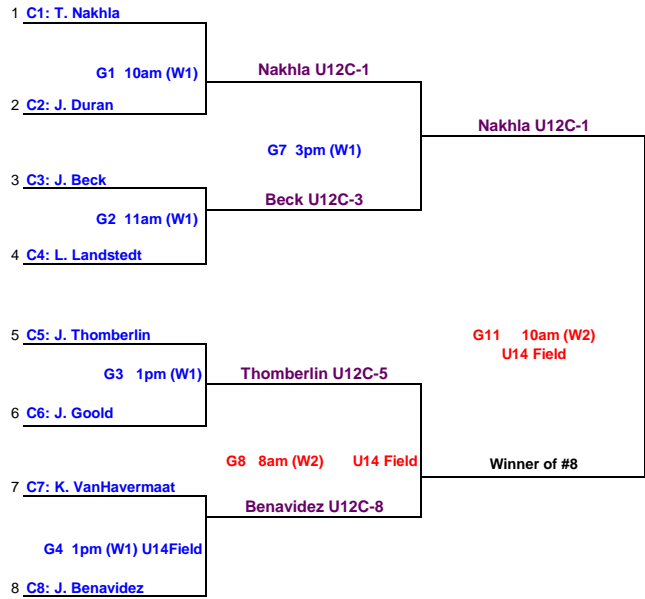 1 C1: T. Nakhla
G1 10am (W1)
Nakhla U12C-1
2 C2: J. Duran
Nakhla U12C-1
G7 3pm (W1)
3 C3: J. Beck
Beck U12C-3
G2 11am (W1)
4 C4: L. Landstedt
5 C5: J. Thomberlin
G11 10am (W2)
U14 Field
G3 1pm (W1)
Thomberlin U12C-5
6 C6: J. Goold
G8 8am (W2) U14 Field
Winner of #8
7 C7: K. VanHavermaat
Benavidez U12C-8
G4 1pm (W1) U14Field
8 C8: J. Benavidez